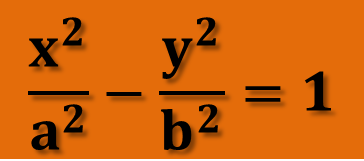 x²/a² − y²/b² = 1